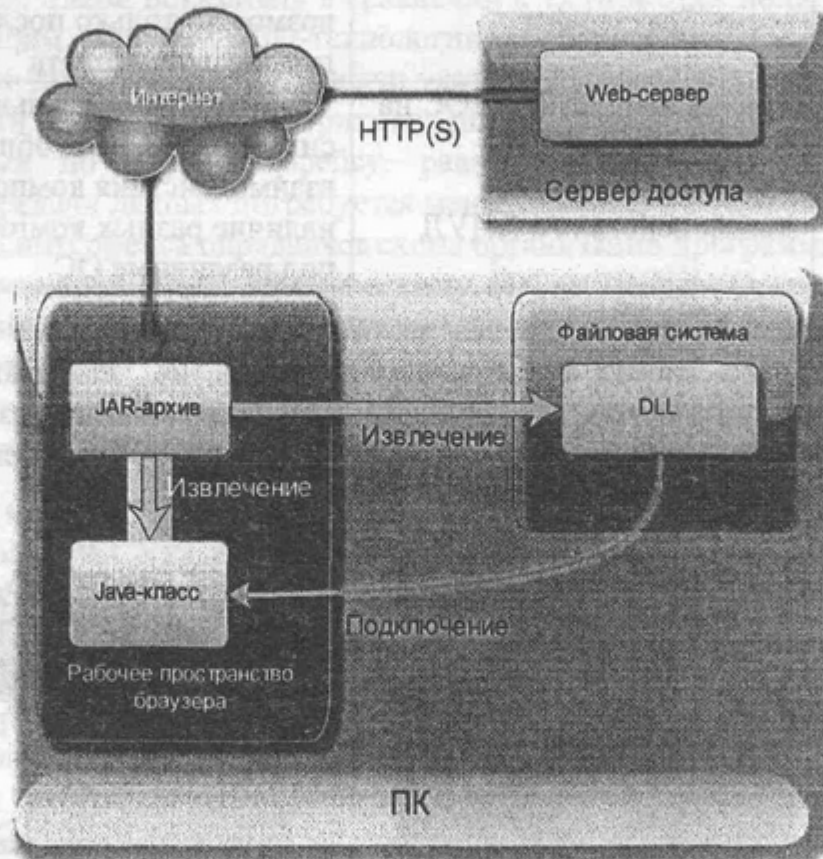 Интернет
HTTP(S)
Web-сервер
Сервер доступа
JAR-архив
Извлечение
Файловая система
DLL
Извлечение
Java-класс
Подключение
Рабочее пространство
браузера
ПК